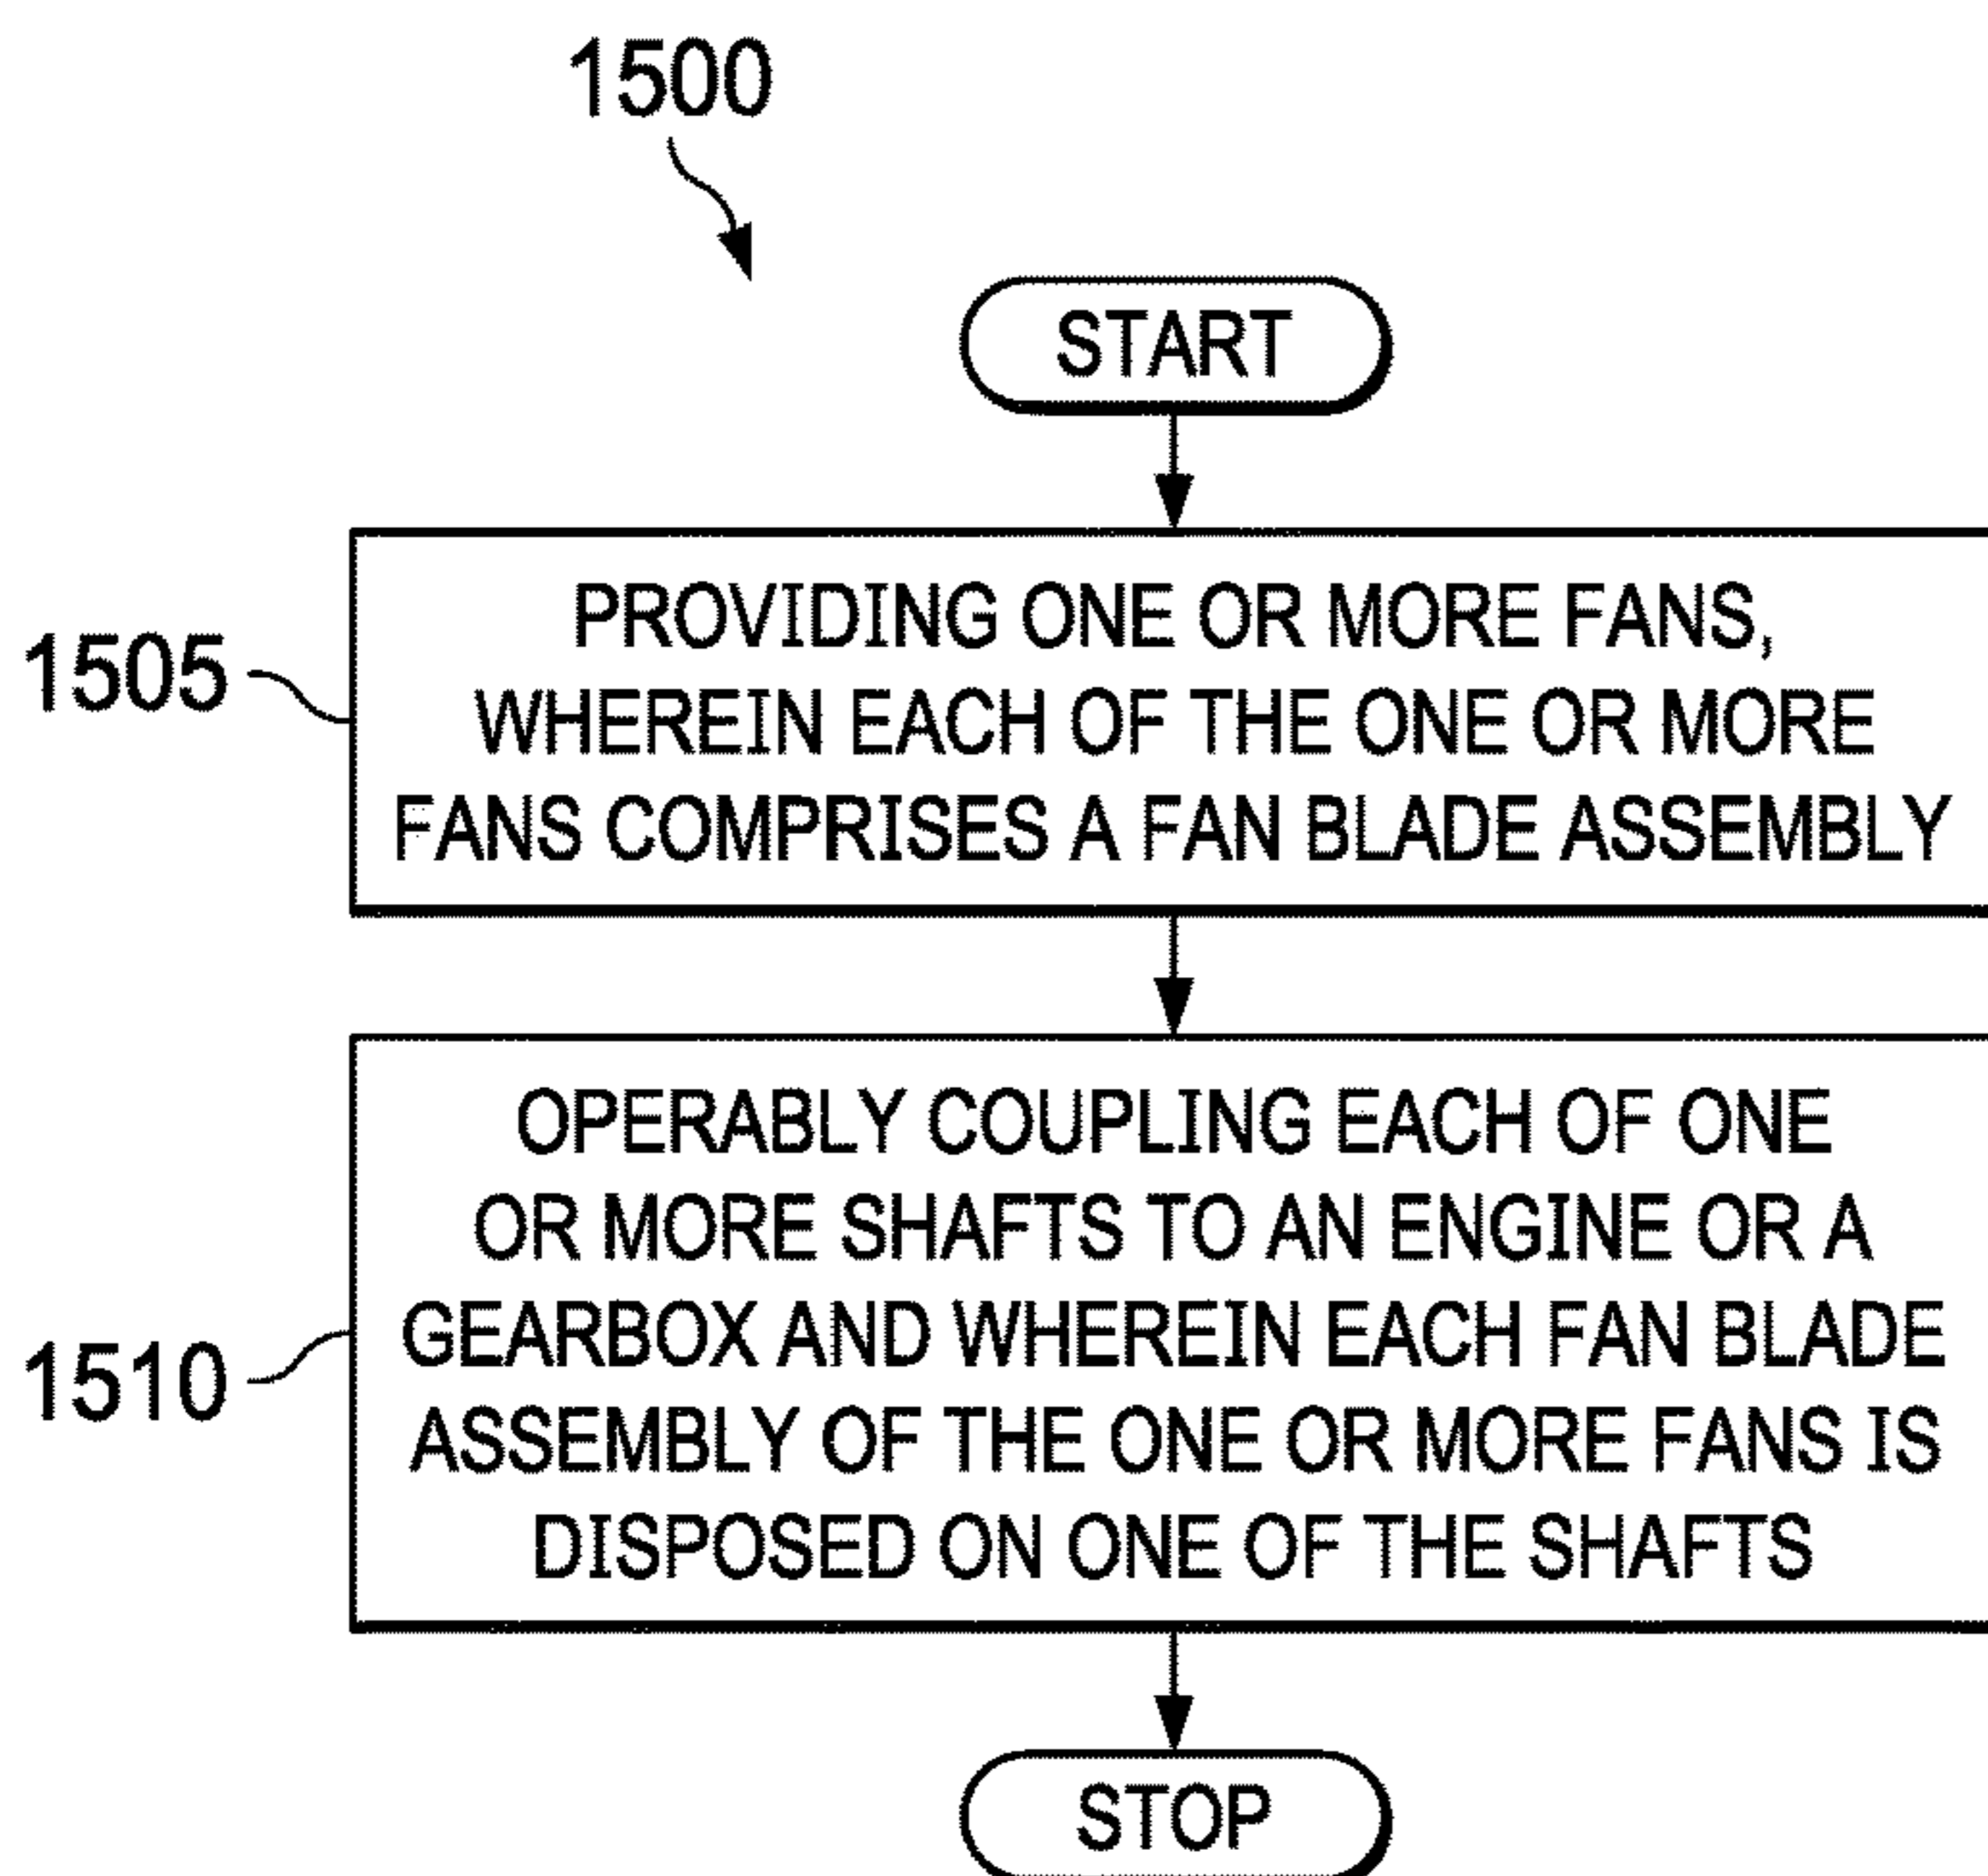 1500
START
1505
PROVIDING ONE OR MORE FANS,
WHEREIN EACH OF THE ONE OR MORE
FANS COMPRISES A FAN BLADE ASSEMBLY
1510
OPERABLY COUPLING EACH OF ONE
OR MORE SHAFTS TO AN ENGINE OR A
GEARBOX AND WHEREIN EACH FAN BLADE
ASSEMBLY OF THE ONE OR MORE FANS IS
DISPOSED ON ONE OF THE SHAFTS
STOP